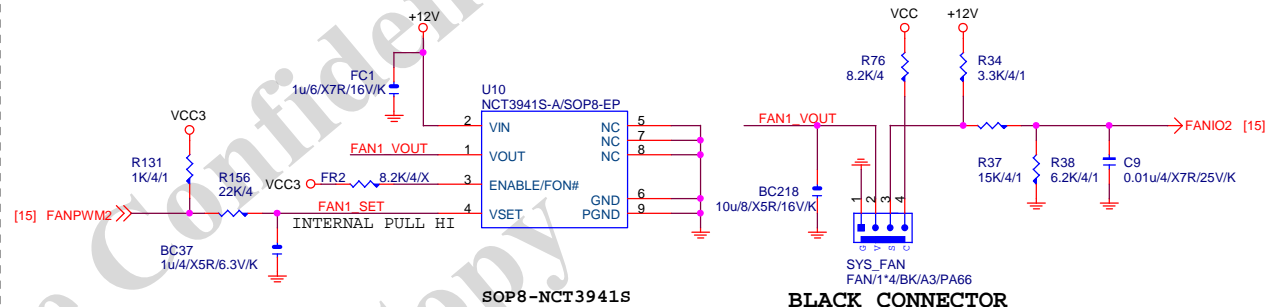 +12V
FC1
1u/6/X7R/16V/K
U10
NCT3941S-A/SOP8-EP
VCC3
R131
1K/4/1
R156
22K/4
[15] FANPWM2
BC37
1u/4/X5R/6.3V/K
FAN1_VOUT
VCC3
FR2
8.2K/4/X
FAN1_SET
INTERNAL PULL HI
2
VIN
1
VOUT
3
ENABLE/FON#
4
VSET
NC
5
NC
7
NC
8
GND
6
PGND
9
SOP8-NCT3941S
VCC
+12V
R76
8.2K/4
R34
3.3K/4/1
FAN1_VOUT
BC218
10u/8/X5R/16V/K
1
2
3
4
G
V
S
C
SYS_FAN
FAN/1*4/BK/A3/PA66
R37
15K/4/1
R38
6.2K/4/1
C9
0.01u/4/X7R/25V/K
FANIO2 [15]
BLACK CONNECTOR
Confiden
Copy